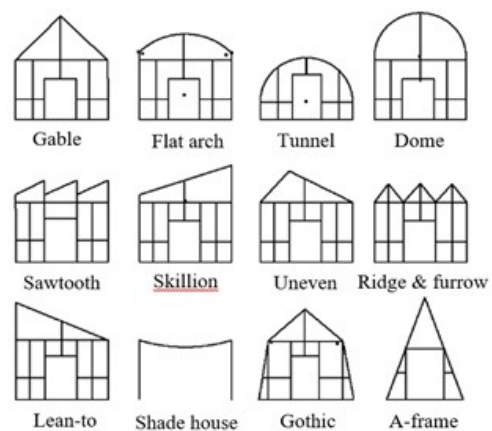 Gable
Flat arch
Tunnel
Dome
Sawtooth
Skillion
Uneven
Ridge & furrow
Lean-to
Shade house
Gothic
A-frame